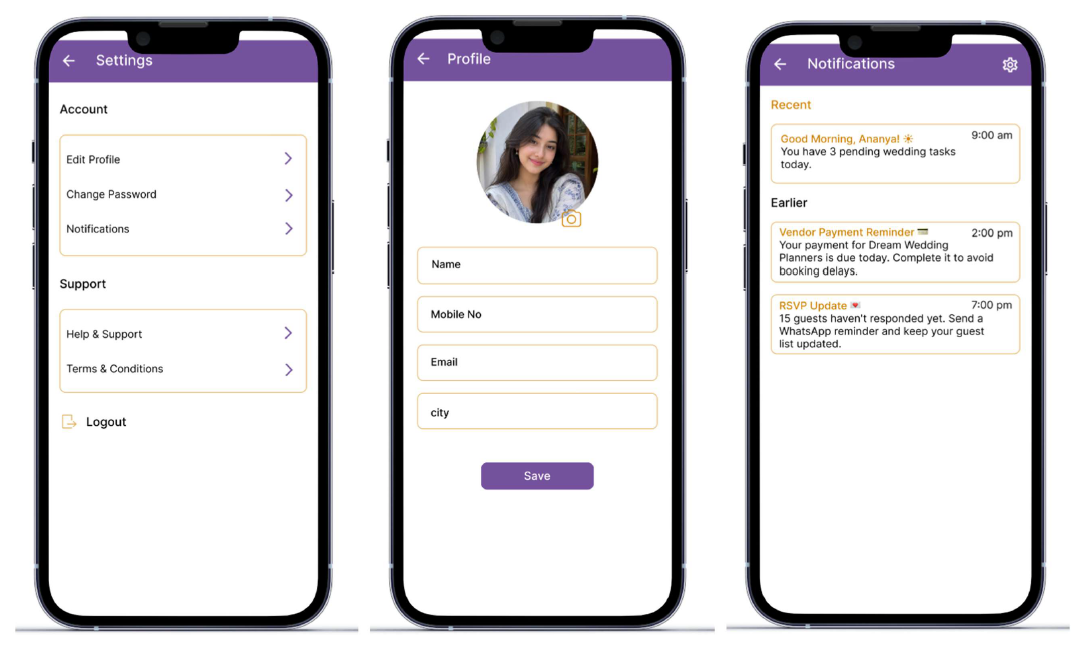 Settings
Account
Edit Profile
Change Password
Notifications
Support
Help & Support
Terms & Conditions
Logout
Profile
Name
Mobile No
Email
city
Save
Notifications
Recent
Good Morning, Ananya! ☀ 9:00 am
You have 3 pending wedding tasks
today.
Earlier
Vendor Payment Reminder 💳 2:00 pm
Your payment for Dream Wedding
Planners is due today. Complete it to avoid
booking delays.
RSVP Update 💌 7:00 pm
15 guests haven't responded yet. Send a
WhatsApp reminder and keep your guest
list updated.